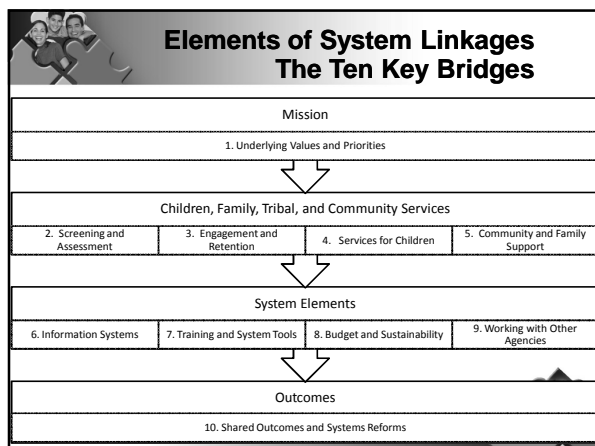 Elements of System Linkages
The Ten Key Bridges
Mission
1. Underlying Values and Priorities
Children, Family, Tribal, and Community Services
2. Screening and
Assessment
3. Engagement and
Retention
4. Services for Children
5. Community and Family
Support
System Elements
6. Information Systems
7. Training and System Tools
8. Budget and Sustainability
9. Working with Other
Agencies
Outcomes
10. Shared Outcomes and Systems Reforms